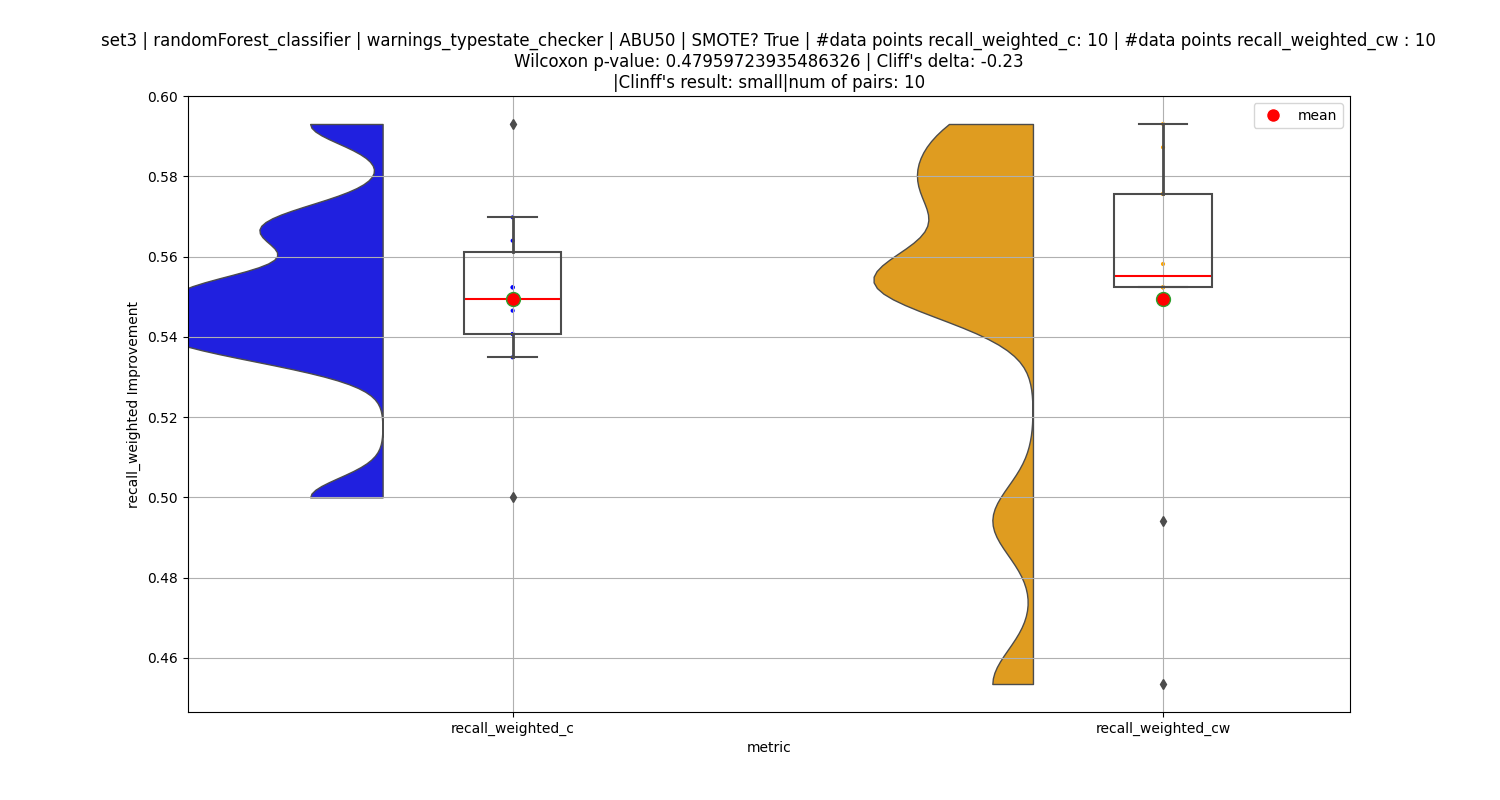 set3 | randomForest_classifier | warnings_typestate_checker | ABU50 | SMOTE? True | #data points recall_weighted_c: 10 | #data points recall_weighted_cw : 10
Wilcoxon p-value: 0.47959723935486326 | Cliff's delta: -0.23
|Clinff's result: small|num of pairs: 10
mean
recall_weighted Improvement
0.60
0.58
0.56
0.54
0.52
0.50
0.48
0.46
recall_weighted_c
recall_weighted_cw
metric